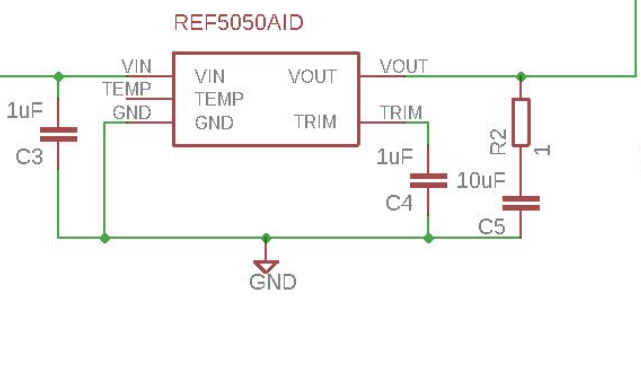 REF5050AID
VIN VIN VOUT VOUT
TEMP TEMP
GND GND TRIM TRIM
1uF
C3
1uF
C4
R2
1
10uF
C5
GND